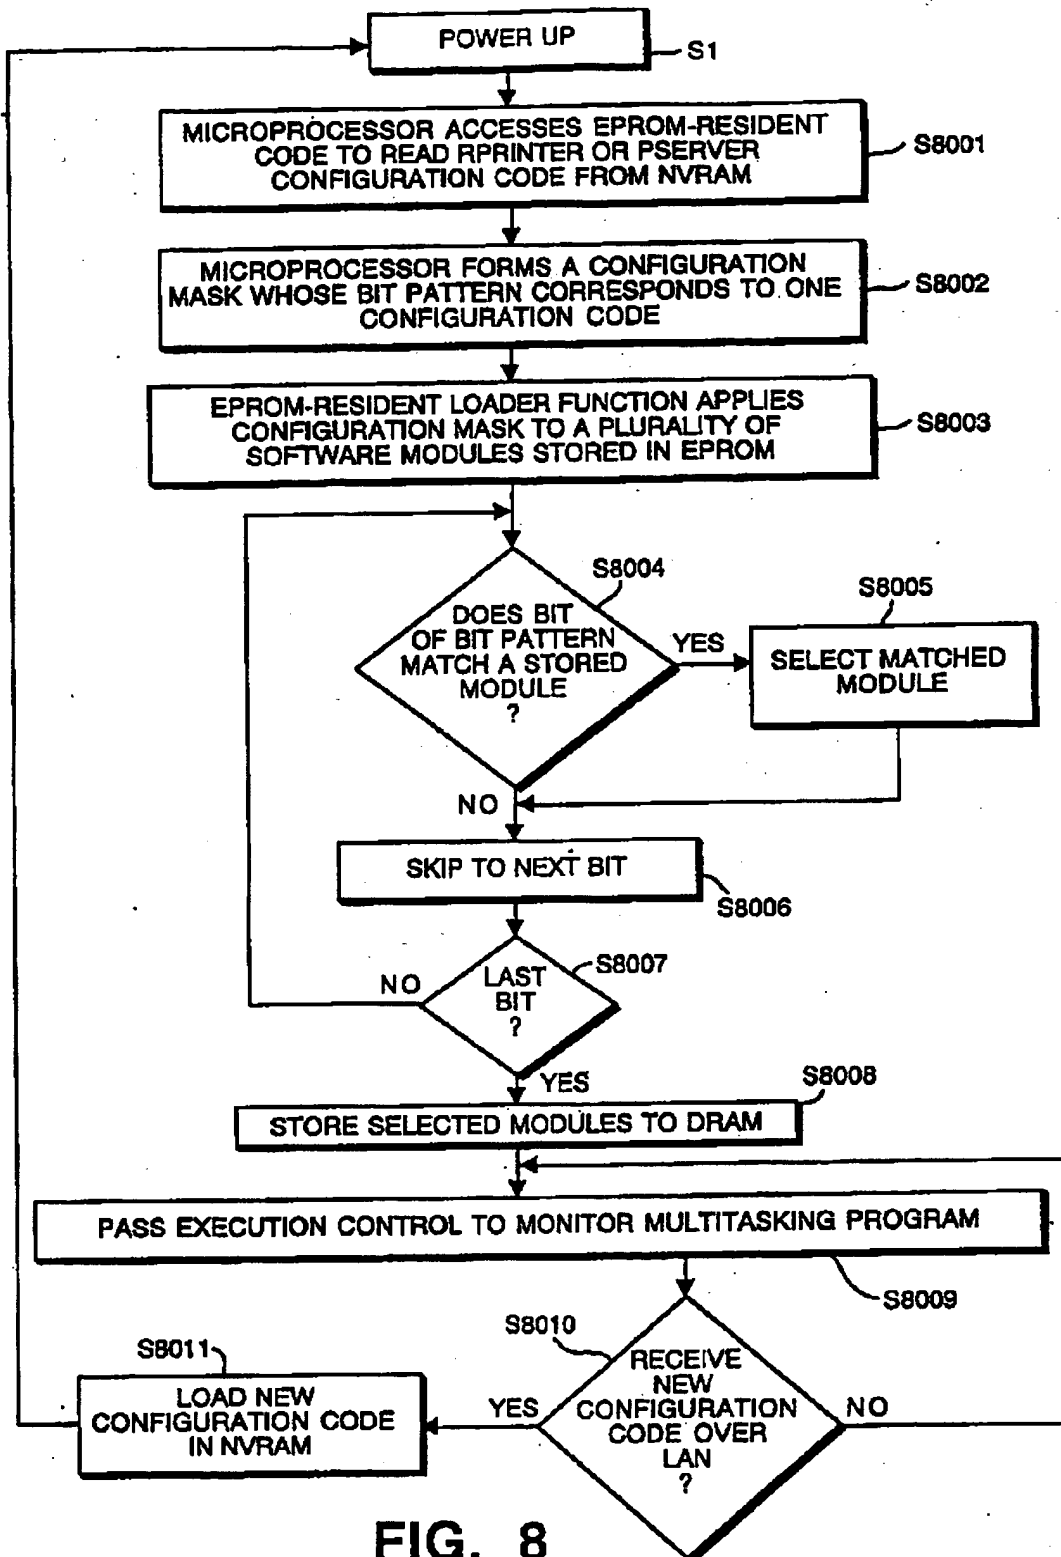 POWER UP
S1
MICROPROCESSOR ACCESSES EPROM-RESIDENT
CODE TO READ RPRINTER OR PSERVER
CONFIGURATION CODE FROM NVRAM
S8001
MICROPROCESSOR FORMS A CONFIGURATION
MASK WHOSE BIT PATTERN CORRESPONDS TO ONE
CONFIGURATION CODE
S8002
EPROM-RESIDENT LOADER FUNCTION APPLIES
CONFIGURATION MASK TO A PLURALITY OF
SOFTWARE MODULES STORED IN EPROM
S8003
S8004
DOES BIT
OF BIT PATTERN
MATCH A STORED
MODULE
?
YES
S8005
SELECT MATCHED
MODULE
NO
SKIP TO NEXT BIT
S8006
S8007
LAST
BIT
?
NO
YES
S8008
STORE SELECTED MODULES TO DRAM
PASS EXECUTION CONTROL TO MONITOR MULTITASKING PROGRAM
S8009
S8010
RECEIVE
NEW
CONFIGURATION
CODE OVER
LAN
?
YES
NO
S8011
LOAD NEW
CONFIGURATION CODE
IN NVRAM
FIG. 8